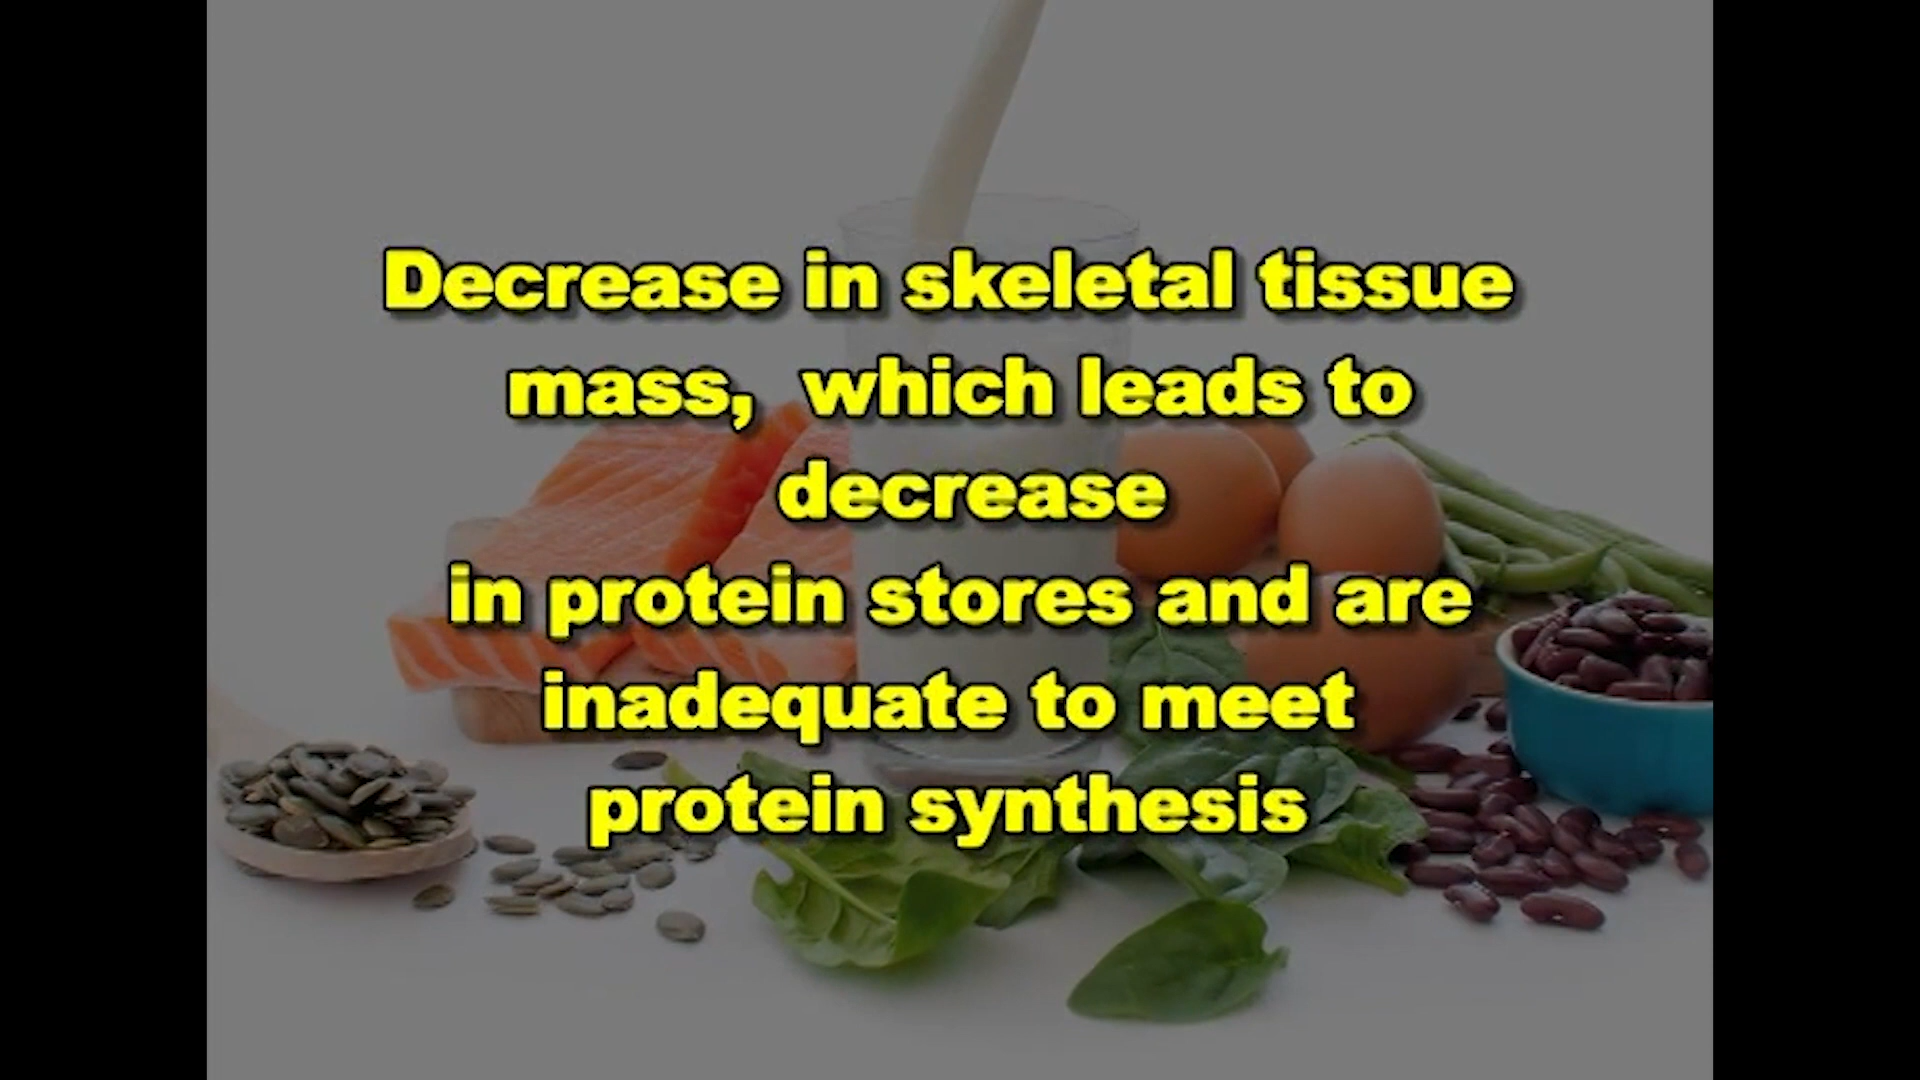 Decrease in skeletal tissue
mass, which leads to
decrease
in protein stores and are
inadequate to meet
protein synthesis